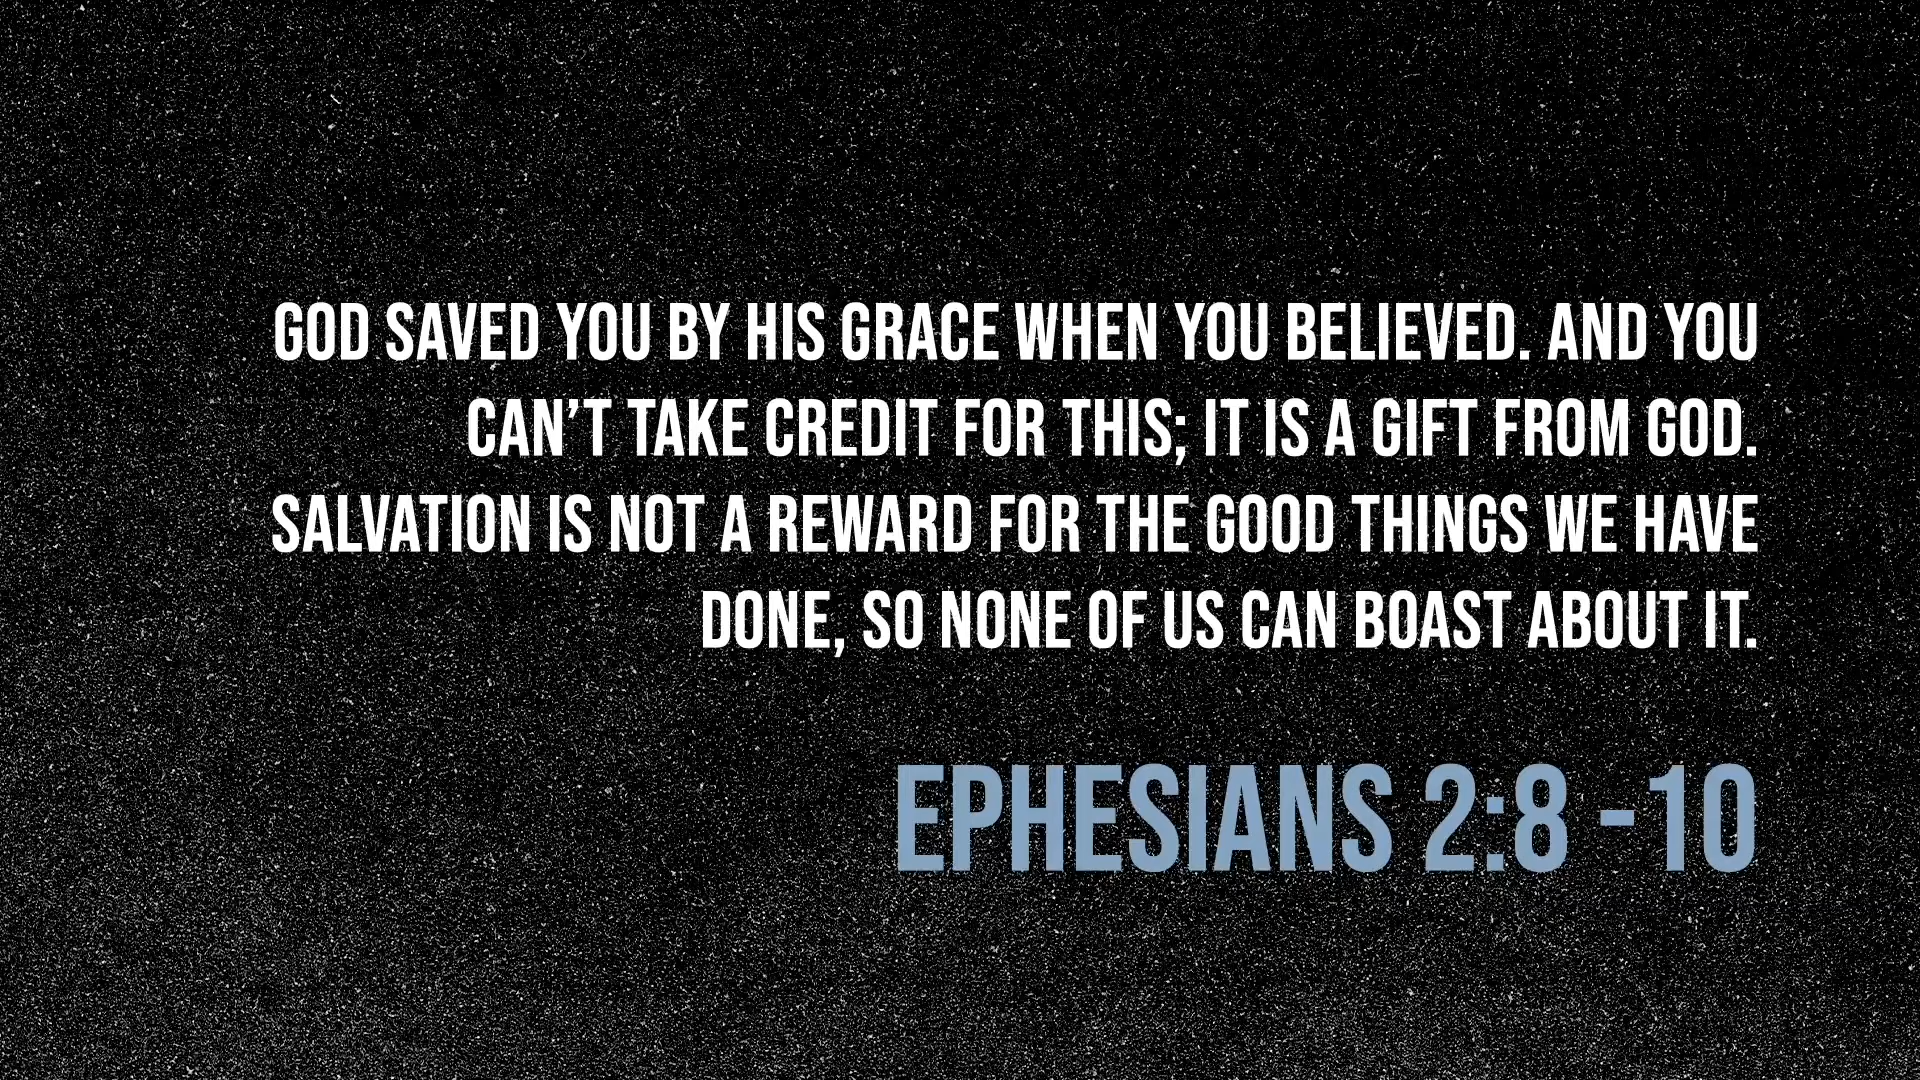 GOD SAVED YOU BY HIS GRACE WHEN YOU BELIEVED. AND YOU
CAN’T TAKE CREDIT FOR THIS; IT IS A GIFT FROM GOD.
SALVATION IS NOT A REWARD FOR THE GOOD THINGS WE HAVE
DONE, SO NONE OF US CAN BOAST ABOUT IT.
EPHESIANS 2:8 -10